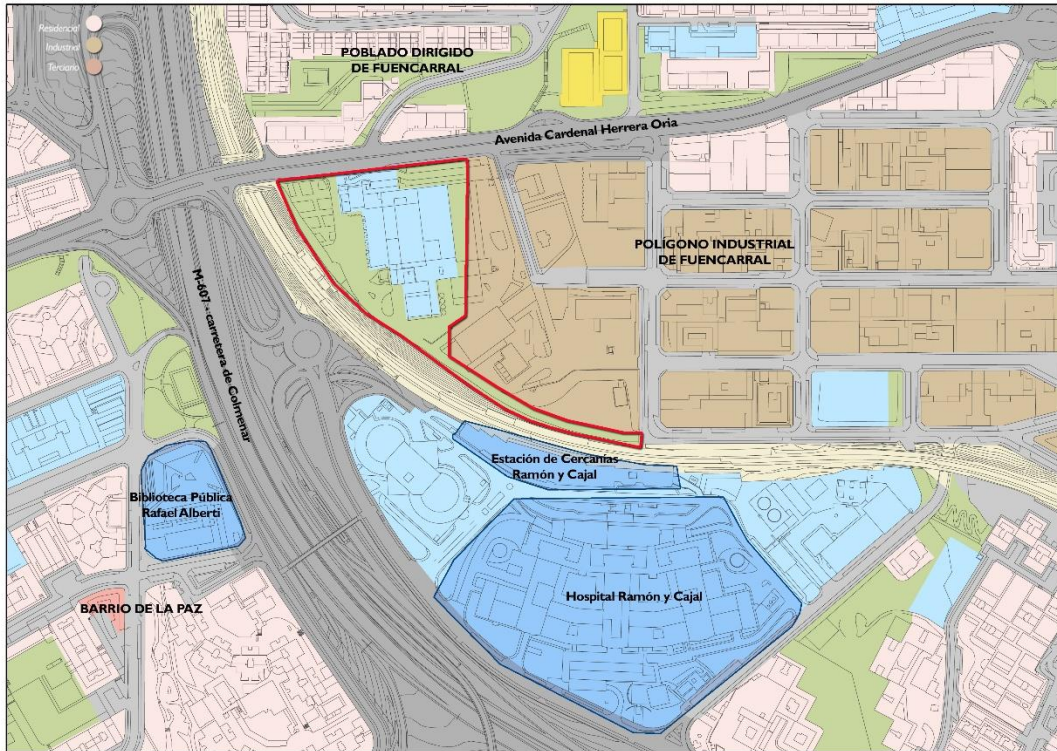 Residencial
Industrial
Terciario
POBLADO DIRIGIDO
DE FUENCARRAL
Avenida Cardenal Herrera Oria
POLÍGONO INDUSTRIAL
DE FUENCARRAL
M-607 - carretera de Colmenar
Estación de Cercanías
Ramón y Cajal
Biblioteca Pública
Rafael Alberti
Hospital Ramón y Cajal
BARRIO DE LA PAZ